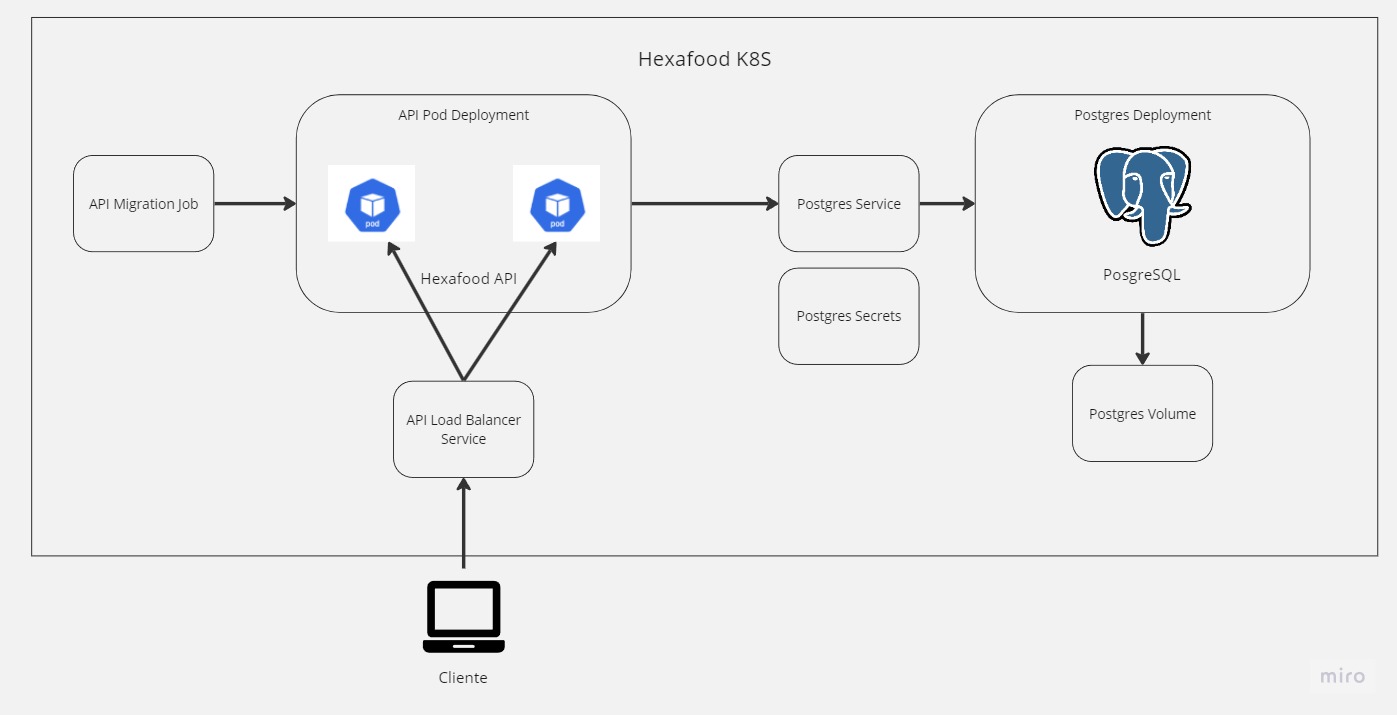 Hexafood K8S
API Pod Deployment
Postgres Deployment
API Migration Job
pod
pod
Postgres Service
Hexafood API
PosgreSQL
Postgres Secrets
API Load Balancer
Service
Postgres Volume
Cliente
miro